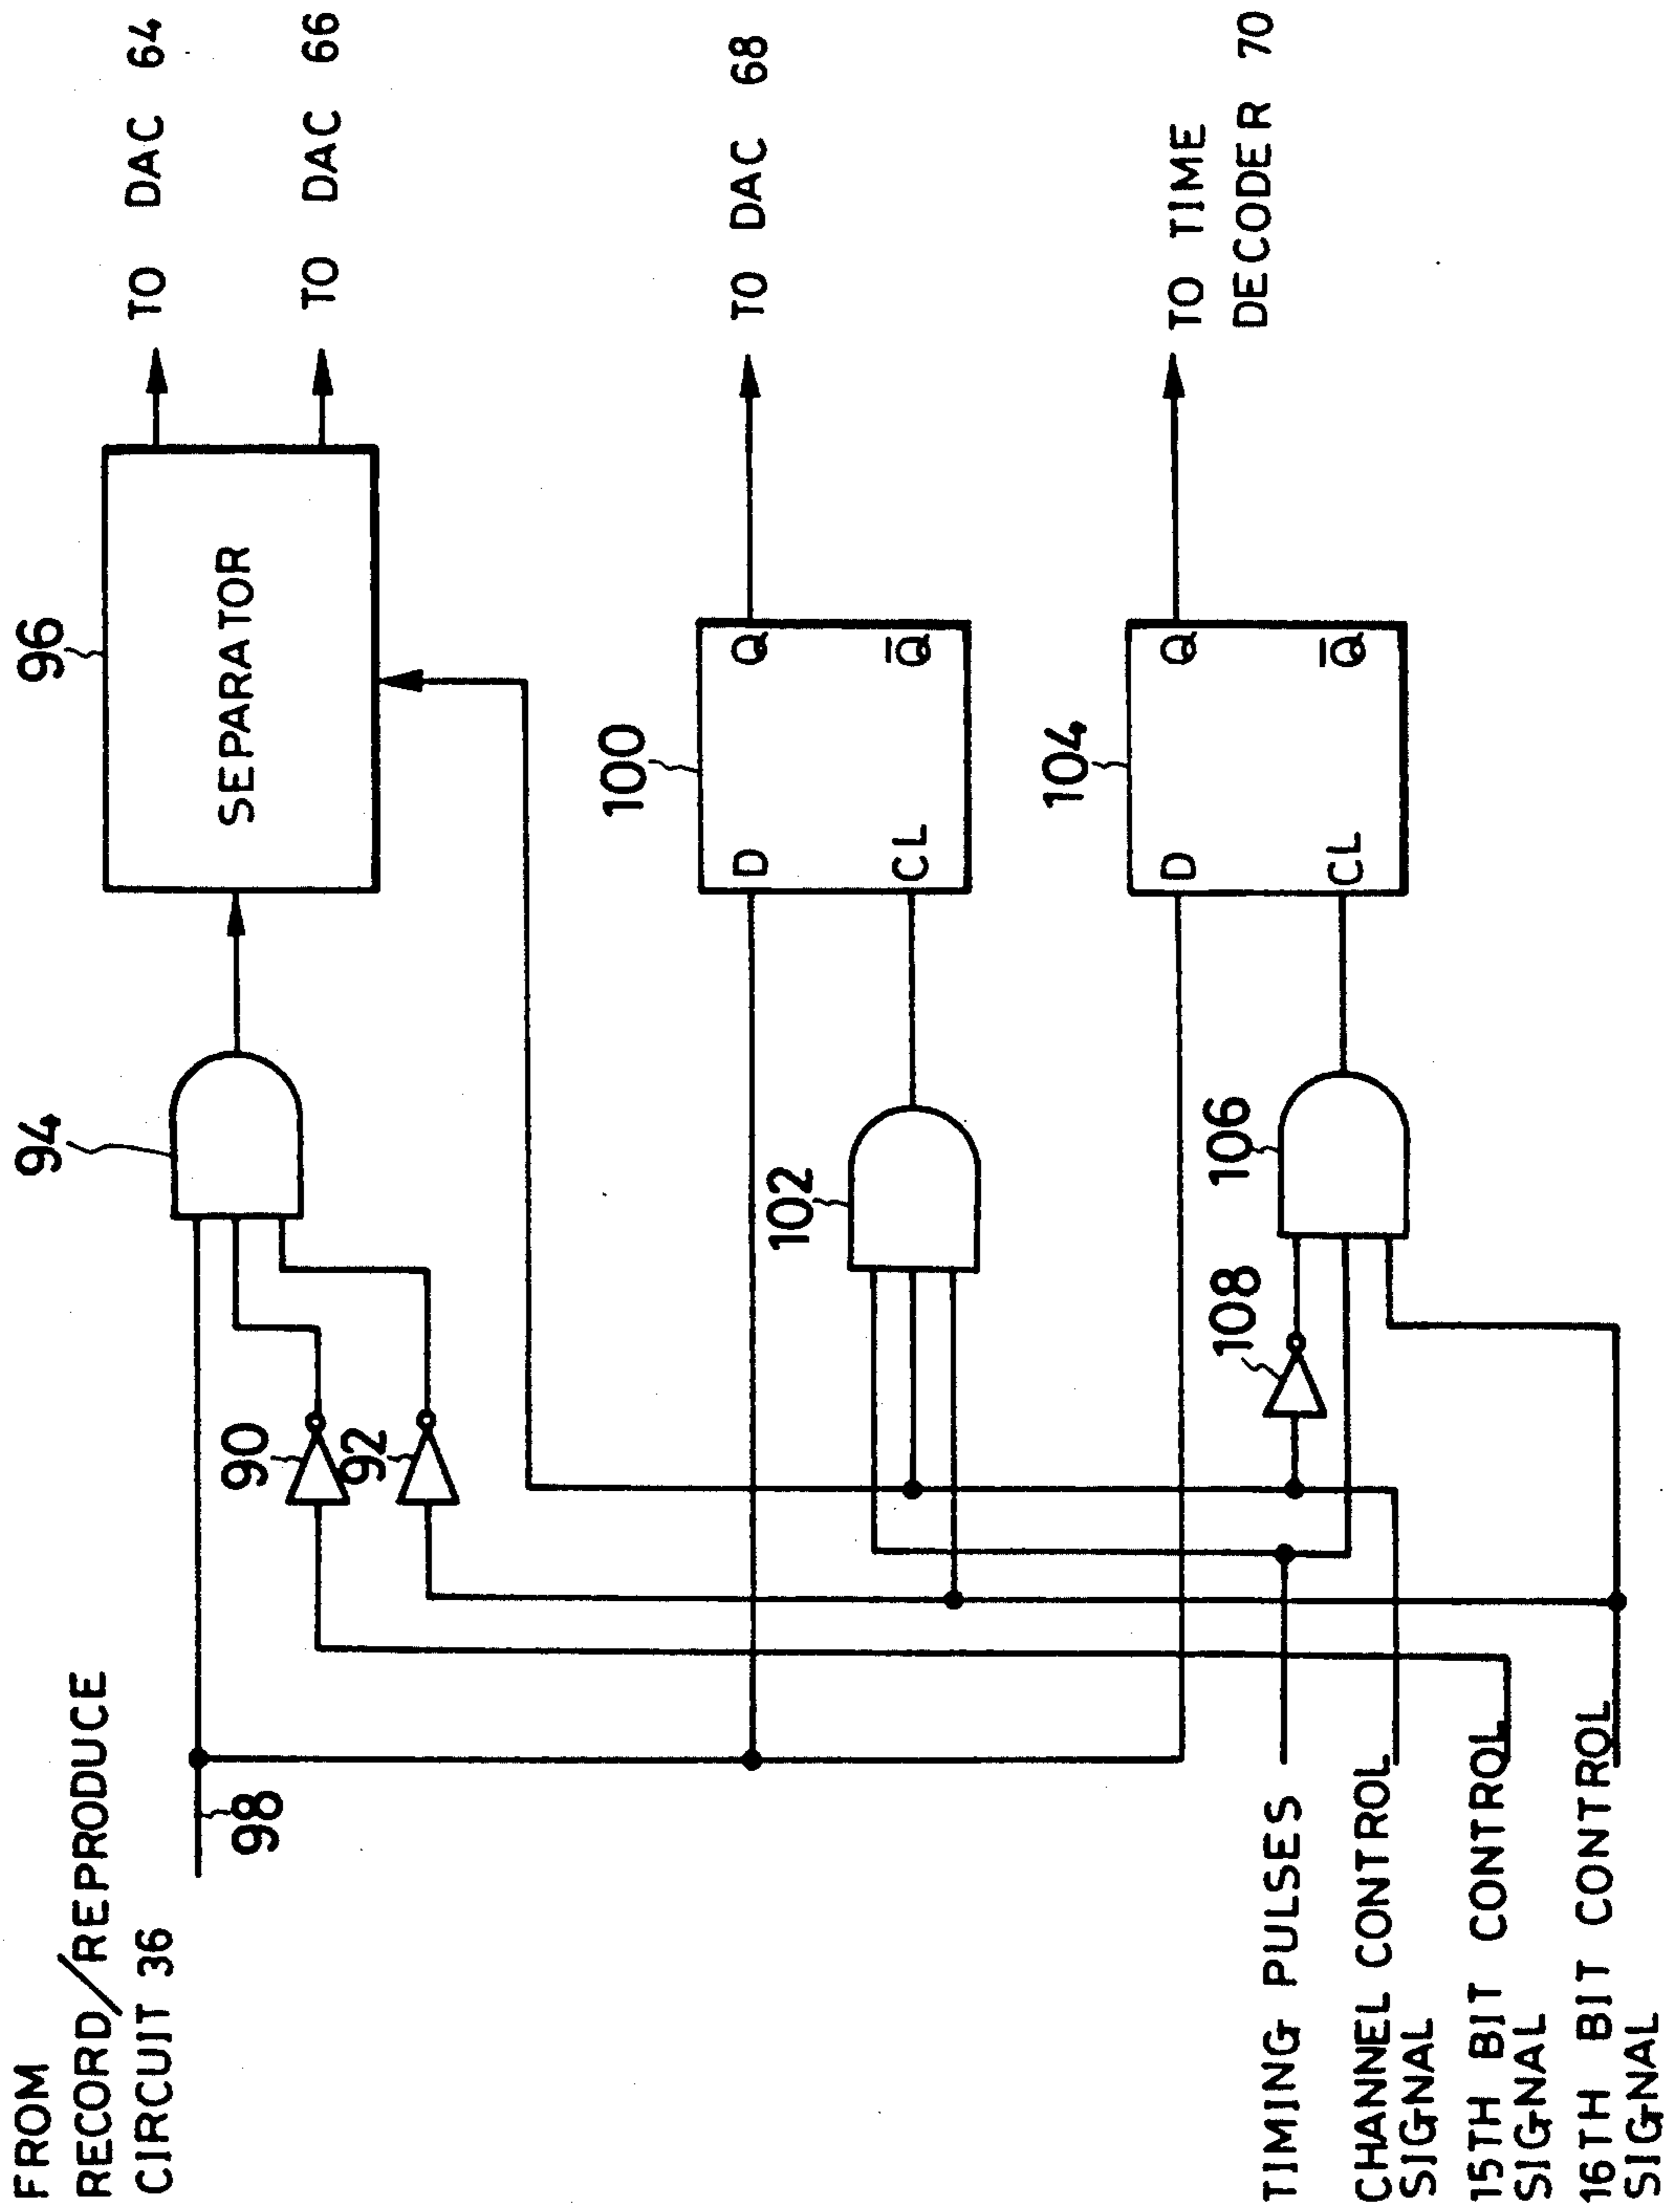 FROM
RECORD/REPRODUCE
CIRCUIT 36
98
90
92
94
96
SEPARATOR
TO DAC 64
TO DAC 66
100
D
Q
CL
Q̅
TO DAC 68
102
104
D
Q
CL
Q̅
TO TIME
DECODER 70
106
108
TIMING PULSES
CHANNEL CONTROL
SIGNAL
15TH BIT CONTROL
SIGNAL
16TH BIT CONTROL
SIGNAL